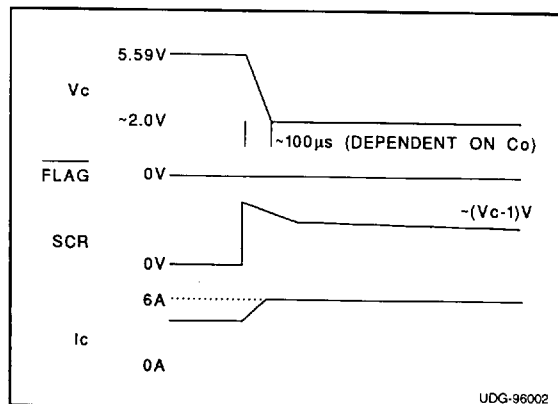 5.59V
Vc
~2.0V
~100µs (DEPENDENT ON Co)
FLAG 0V
~(Vc-1)V
SCR
0V
6A
Ic
0A
UDG-96002